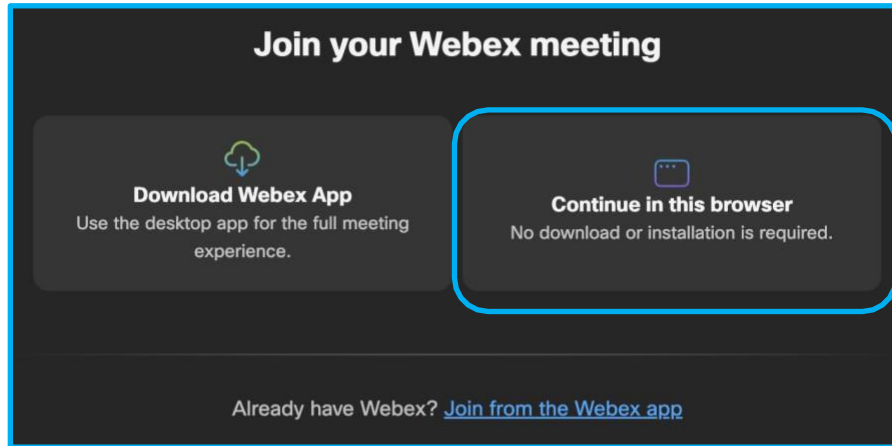 Join your Webex meeting
Download Webex App
Use the desktop app for the full meeting
experience.
Continue in this browser
No download or installation is required.
Already have Webex? Join from the Webex app